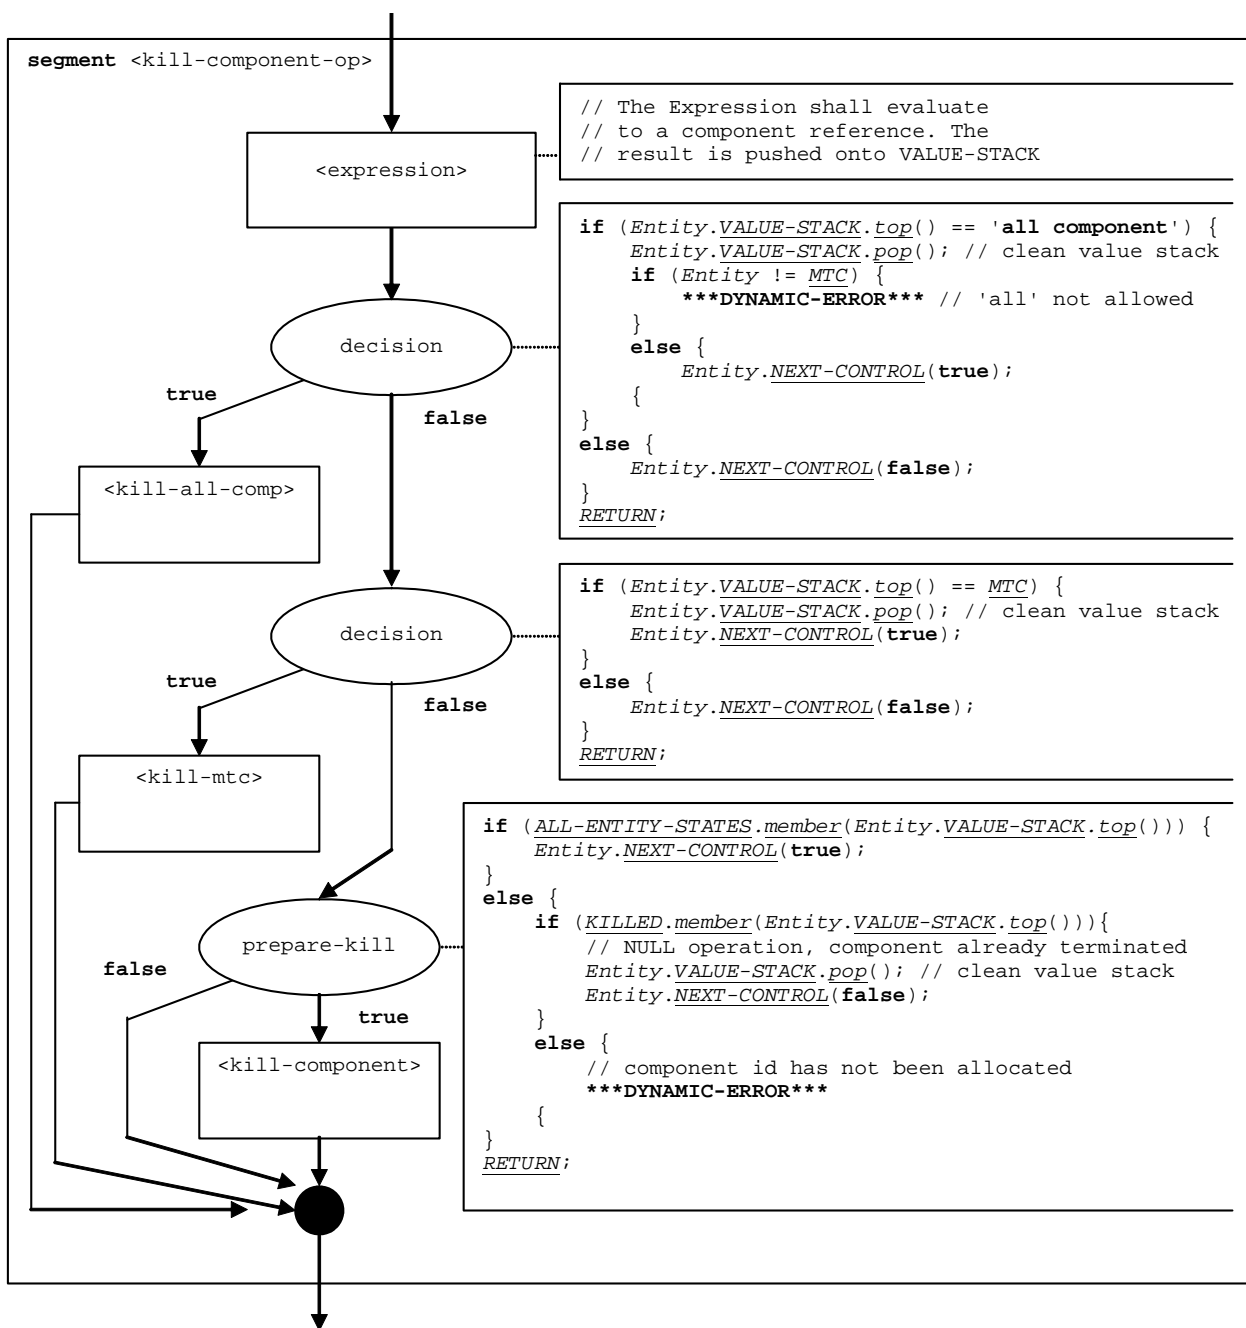 segment <kill-component-op>
// The Expression shall evaluate
// to a component reference. The
// result is pushed onto VALUE-STACK
<expression>
if (Entity.VALUE-STACK.top() == 'all component') {
Entity.VALUE-STACK.pop(); // clean value stack
if (Entity != MTC) {
***DYNAMIC-ERROR*** // 'all' not allowed
}
else {
Entity.NEXT-CONTROL(true);
{
}
else {
Entity.NEXT-CONTROL(false);
}
RETURN;
decision
true
false
<kill-all-comp>
if (Entity.VALUE-STACK.top() == MTC) {
Entity.VALUE-STACK.pop(); // clean value stack
Entity.NEXT-CONTROL(true);
}
else {
Entity.NEXT-CONTROL(false);
}
RETURN;
decision
true
false
<kill-mtc>
if (ALL-ENTITY-STATES.member(Entity.VALUE-STACK.top())) {
Entity.NEXT-CONTROL(true);
}
else {
if (KILLED.member(Entity.VALUE-STACK.top())){
// NULL operation, component already terminated
Entity.VALUE-STACK.pop(); // clean value stack
Entity.NEXT-CONTROL(false);
}
else {
// component id has not been allocated
***DYNAMIC-ERROR***
{
}
RETURN;
prepare-kill
false
true
<kill-component>